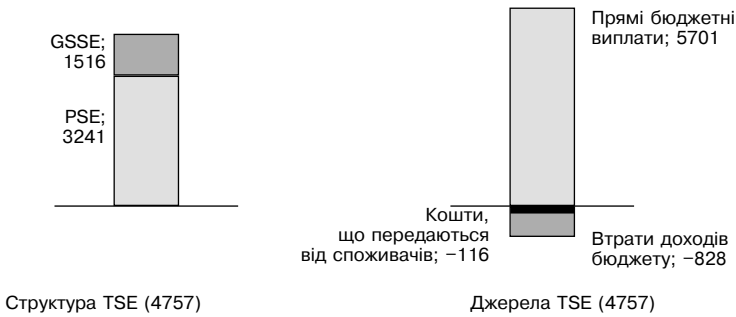 GSSE;
1516
PSE;
3241
Структура TSE (4757)
Прямі бюджетні
виплати; 5701
Кошти,
що передаються
від споживачів; −116
Втрати доходів
бюджету; −828
Джерела TSE (4757)